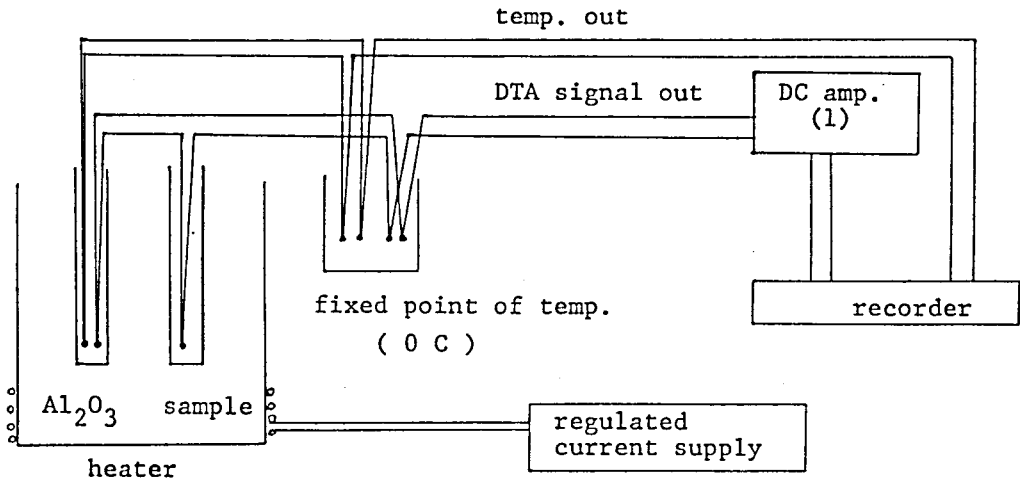 temp. out
DTA signal out
DC amp.
(1)
recorder
fixed point of temp.
( 0 C )
Al₂O₃
sample
heater
regulated
current supply